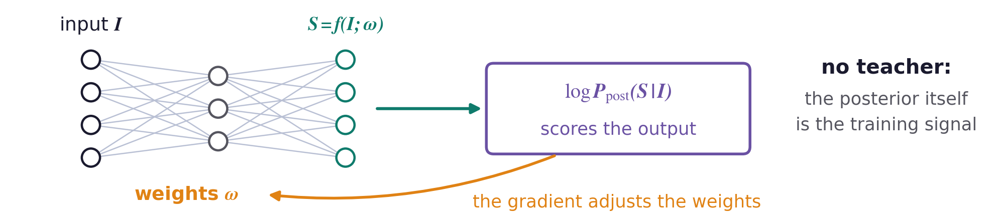 input I
S = f(I; ω)
log P_post(S | I)
scores the output
no teacher:
the posterior itself
is the training signal
weights ω
the gradient adjusts the weights